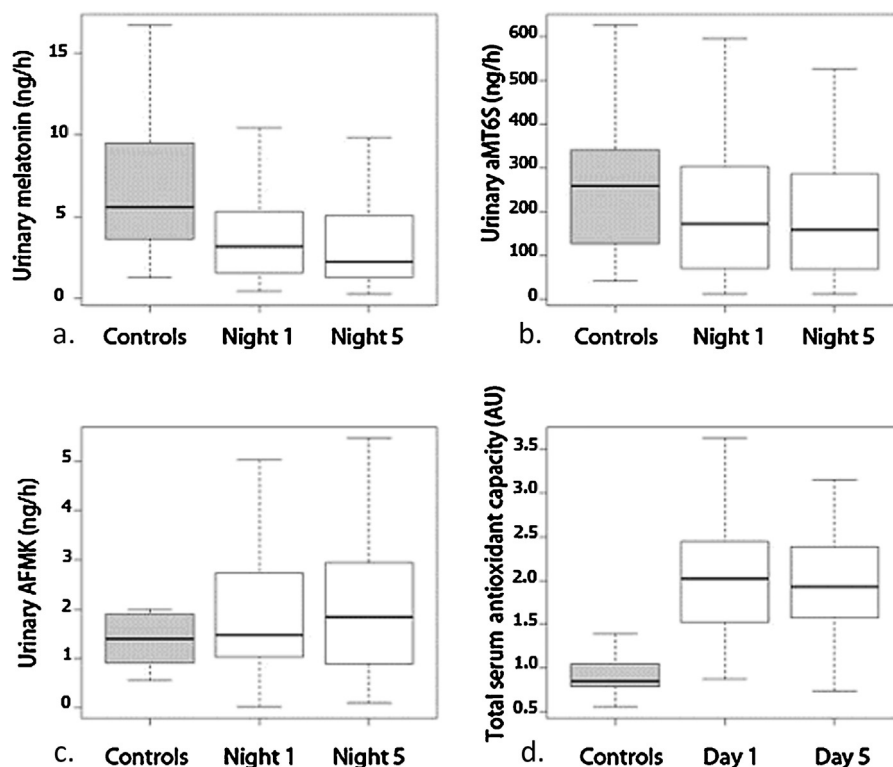 Urinary melatonin (ng/h)
15
10
5
0
a.
Controls
Night 1
Night 5
Urinary aMT6S (ng/h)
600
500
400
300
200
100
0
b.
Controls
Night 1
Night 5
Urinary AFMK (ng/h)
5
4
3
2
1
0
c.
Controls
Night 1
Night 5
Total serum antioxidant capacity (AU)
3.5
3.0
2.5
2.0
1.5
1.0
0.5
d.
Controls
Day 1
Day 5